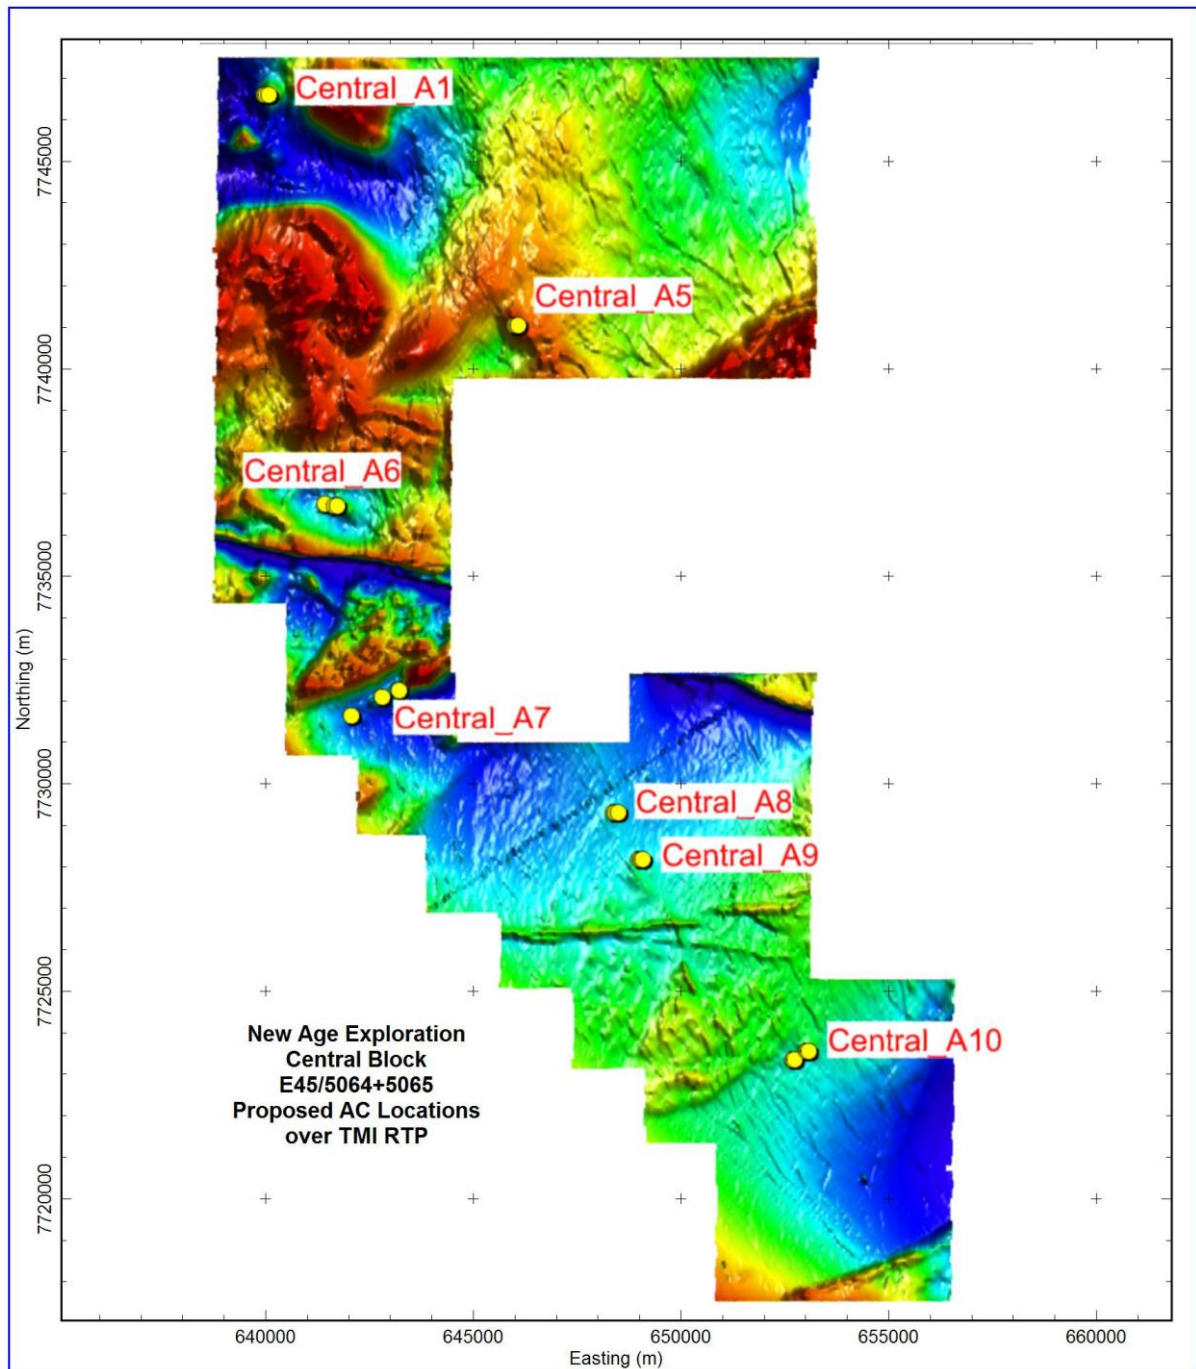 Central_A1
7745000
Central_A5
7740000
Central_A6
7735000
Northing (m)
Central_A7
7730000
Central_A8
Central_A9
7725000
New Age Exploration
Central Block
E45/5064+5065
Proposed AC Locations
over TMI RTP
Central_A10
7720000
640000 645000 650000 655000 660000
Easting (m)